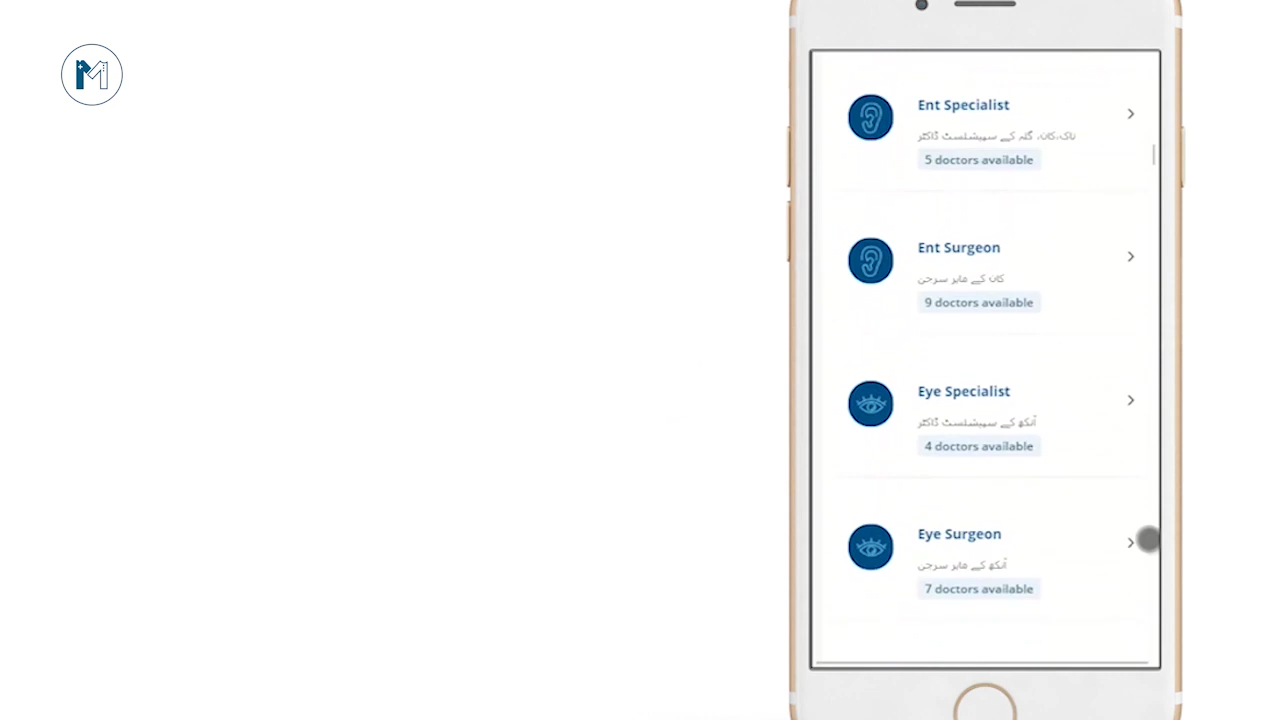 M
Ent Specialist
ناک،کان، گلہ کے سپیشلسٹ ڈاکٹر
5 doctors available
Ent Surgeon
کان کے ماہر سرجن
9 doctors available
Eye Specialist
آنکھ کے سپیشلسٹ ڈاکٹر
4 doctors available
Eye Surgeon
آنکھ کے ماہر سرجن
7 doctors available